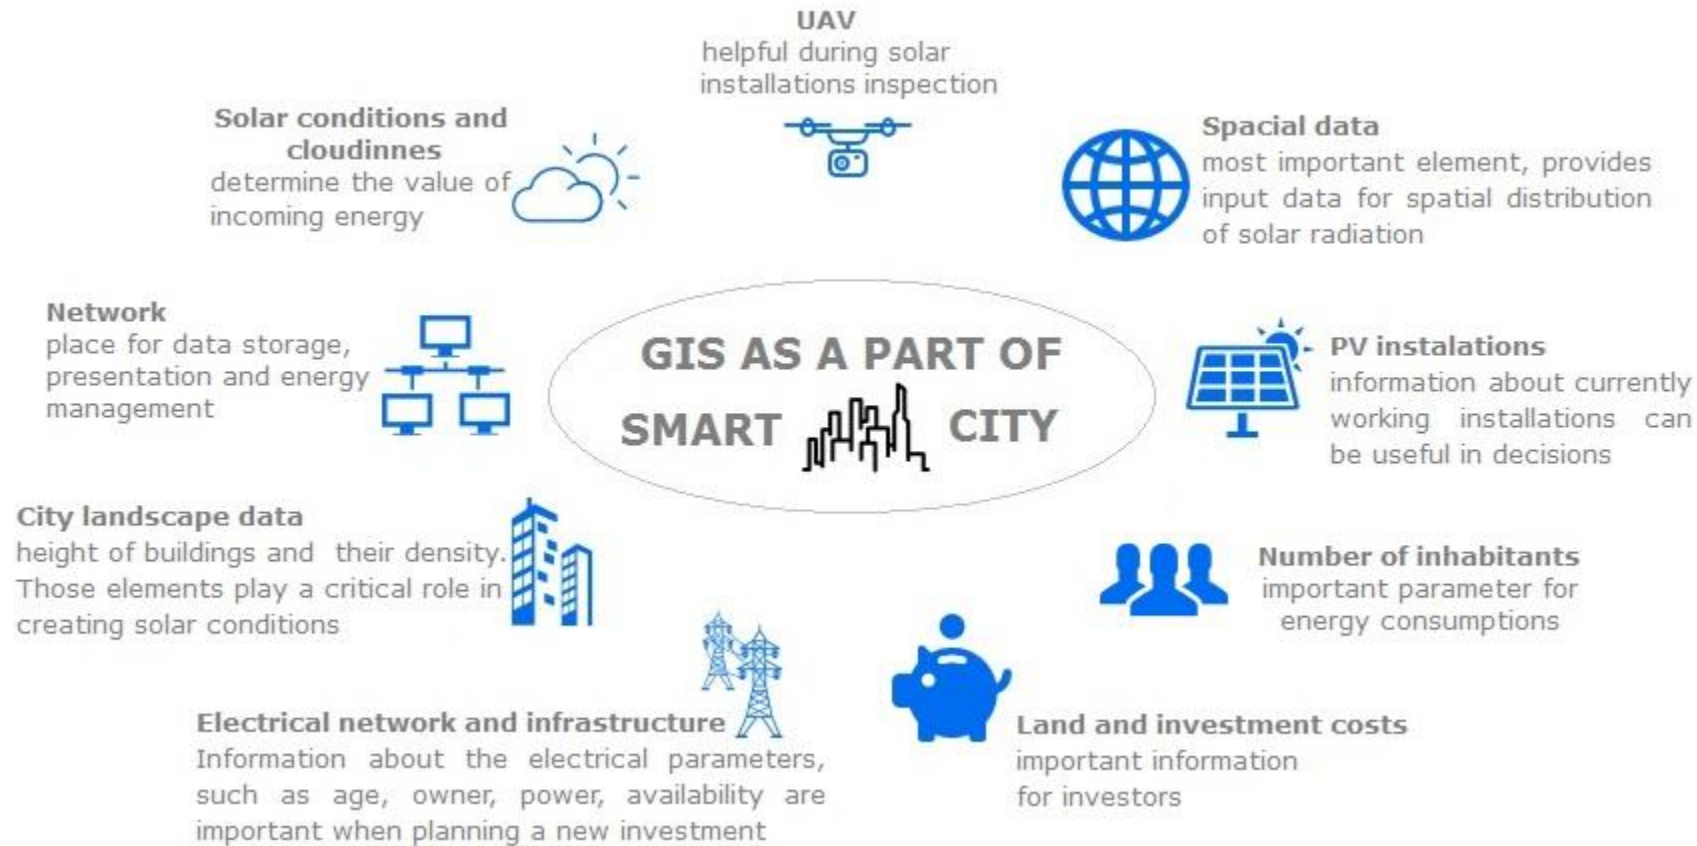 UAV
helpful during solar
installations inspection
Solar conditions and
cloudinnes
determine the value of
incoming energy
Spacial data
most important element, provides
input data for spatial distribution
of solar radiation
Network
place for data storage,
presentation and energy
management
GIS AS A PART OF
SMART CITY
PV instalations
information about currently
working installations can
be useful in decisions
City landscape data
height of buildings and their density.
Those elements play a critical role in
creating solar conditions
Number of inhabitants
important parameter for
energy consumptions
Electrical network and infrastructure
Information about the electrical parameters,
such as age, owner, power, availability are
important when planning a new investment
Land and investment costs
important information
for investors